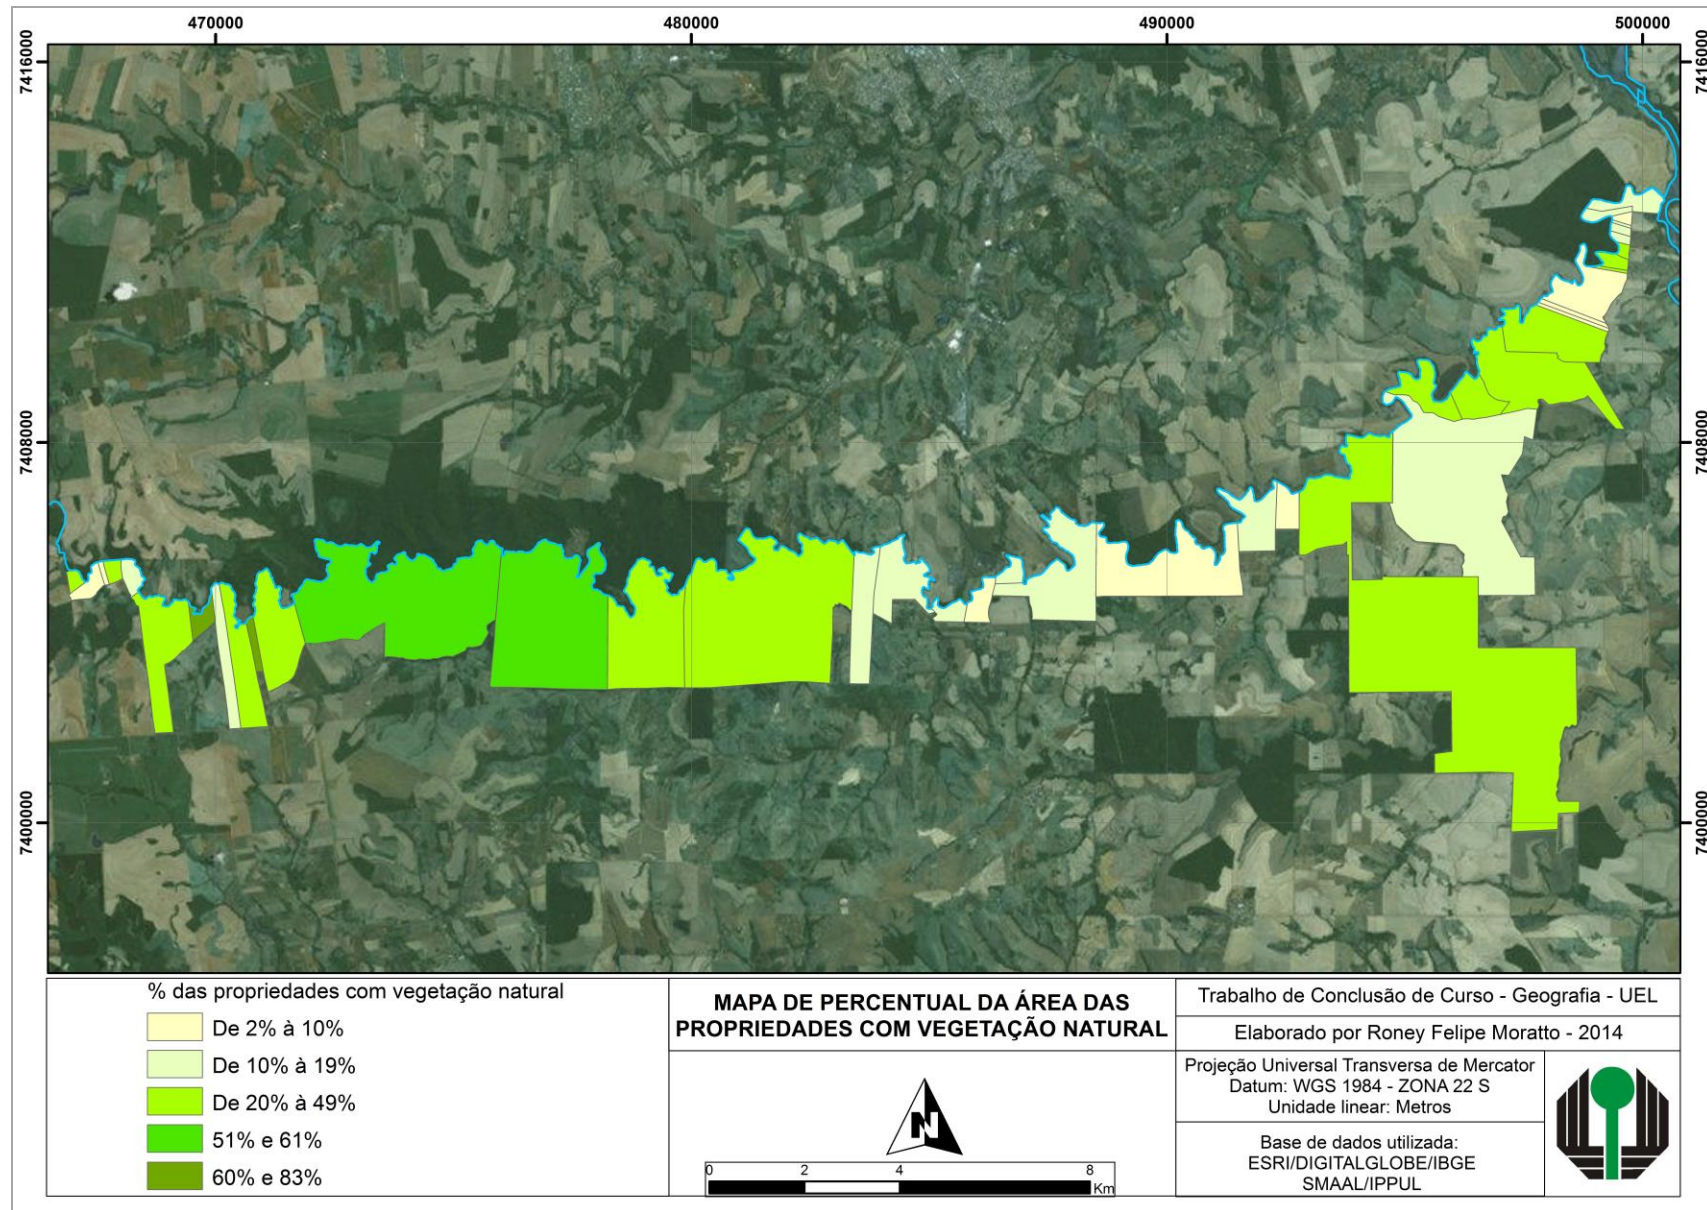 470000 480000 490000 500000
7416000 7416000
7408000 7408000
7400000 7400000
% das propriedades com vegetação natural
De 2% à 10%
De 10% à 19%
De 20% à 49%
51% e 61%
60% e 83%
MAPA DE PERCENTUAL DA ÁREA DAS
PROPRIEDADES COM VEGETAÇÃO NATURAL
N
0 2 4 8
Km
Trabalho de Conclusão de Curso - Geografia - UEL
Elaborado por Roney Felipe Moratto - 2014
Projeção Universal Transversa de Mercator
Datum: WGS 1984 - ZONA 22 S
Unidade linear: Metros
Base de dados utilizada:
ESRI/DIGITALGLOBE/IBGE
SMAAL/IPPUL